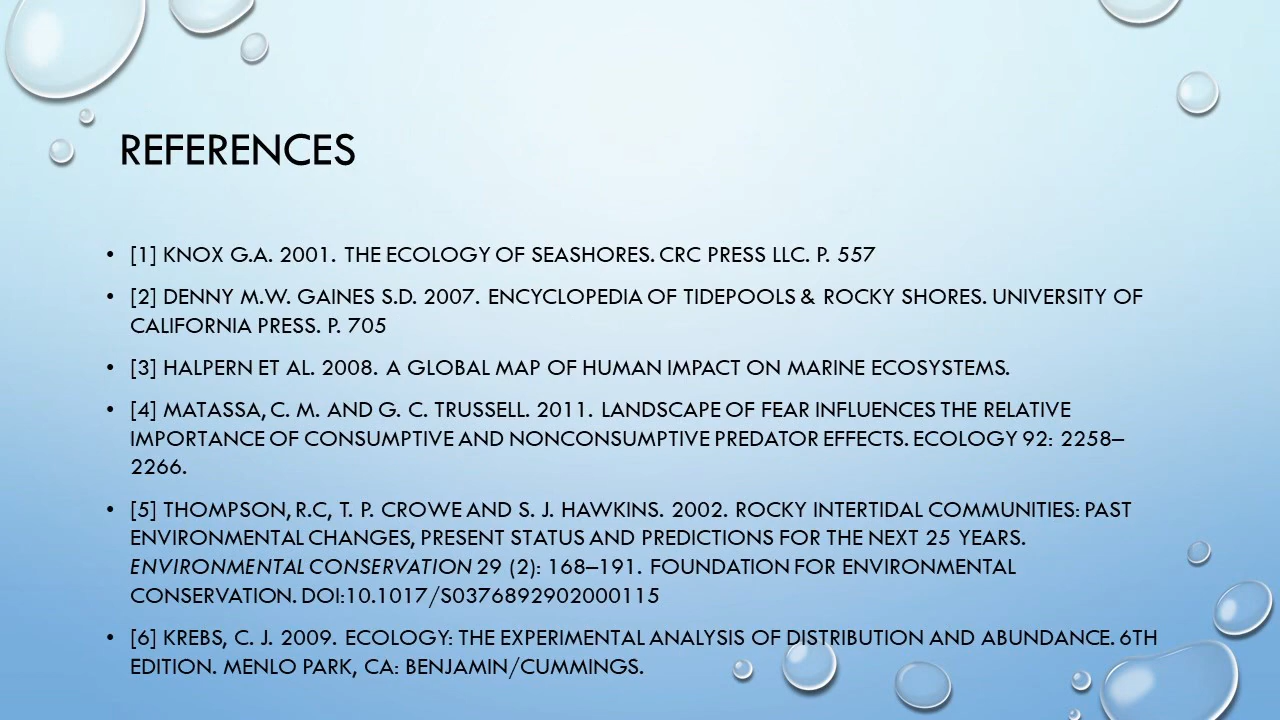 REFERENCES
• [1] KNOX G.A. 2001. THE ECOLOGY OF SEASHORES. CRC PRESS LLC. P. 557
• [2] DENNY M.W. GAINES S.D. 2007. ENCYCLOPEDIA OF TIDEPOOLS & ROCKY SHORES. UNIVERSITY OF
CALIFORNIA PRESS. P. 705
• [3] HALPERN ET AL. 2008. A GLOBAL MAP OF HUMAN IMPACT ON MARINE ECOSYSTEMS.
• [4] MATASSA, C. M. AND G. C. TRUSSELL. 2011. LANDSCAPE OF FEAR INFLUENCES THE RELATIVE
IMPORTANCE OF CONSUMPTIVE AND NONCONSUMPTIVE PREDATOR EFFECTS. ECOLOGY 92: 2258–
2266.
• [5] THOMPSON, R.C, T. P. CROWE AND S. J. HAWKINS. 2002. ROCKY INTERTIDAL COMMUNITIES: PAST
ENVIRONMENTAL CHANGES, PRESENT STATUS AND PREDICTIONS FOR THE NEXT 25 YEARS.
ENVIRONMENTAL CONSERVATION 29 (2): 168–191. FOUNDATION FOR ENVIRONMENTAL
CONSERVATION. DOI:10.1017/S0376892902000115
• [6] KREBS, C. J. 2009. ECOLOGY: THE EXPERIMENTAL ANALYSIS OF DISTRIBUTION AND ABUNDANCE. 6TH
EDITION. MENLO PARK, CA: BENJAMIN/CUMMINGS.